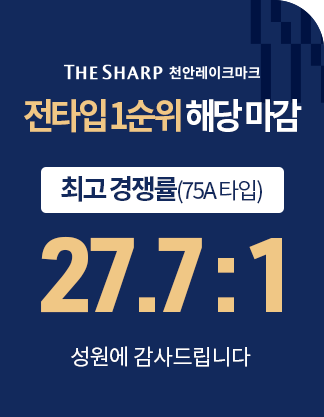 THE SHARP 천안레이크마크
전타입 1순위 해당 마감
최고 경쟁률(75A 타입)
27.7 : 1
성원에 감사드립니다